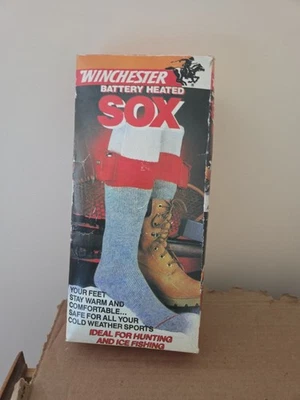 WINCHESTER
BATTERY HEATED
SOX
YOUR FEET
STAY WARM AND
COMFORTABLE...
SAFE FOR ALL YOUR
COLD WEATHER SPORTS
IDEAL FOR HUNTING
AND ICE FISHING